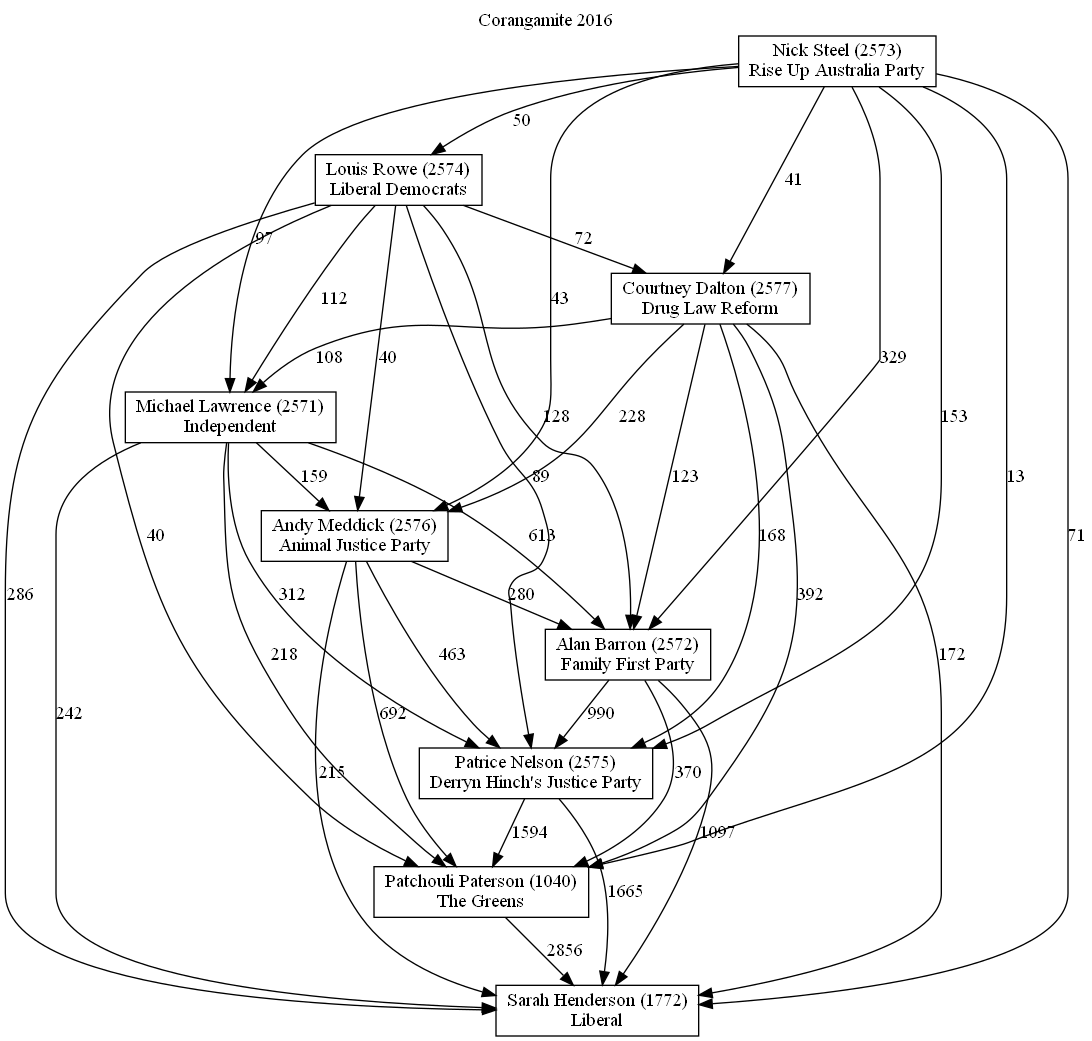 Corangamite 2016
Nick Steel (2573)
Rise Up Australia Party
50
Louis Rowe (2574)
Liberal Democrats
41
97
72
Courtney Dalton (2577)
Drug Law Reform
112
43
108
40
329
Michael Lawrence (2571)
Independent
128
228
153
159
89
123
13
Andy Meddick (2576)
Animal Justice Party
40
613
168
71
286
312
280
392
Alan Barron (2572)
Family First Party
218
463
172
242
692
990
Patrice Nelson (2575)
Derryn Hinch's Justice Party
215
370
1594
1097
Patchouli Paterson (1040)
The Greens
1665
2856
Sarah Henderson (1772)
Liberal